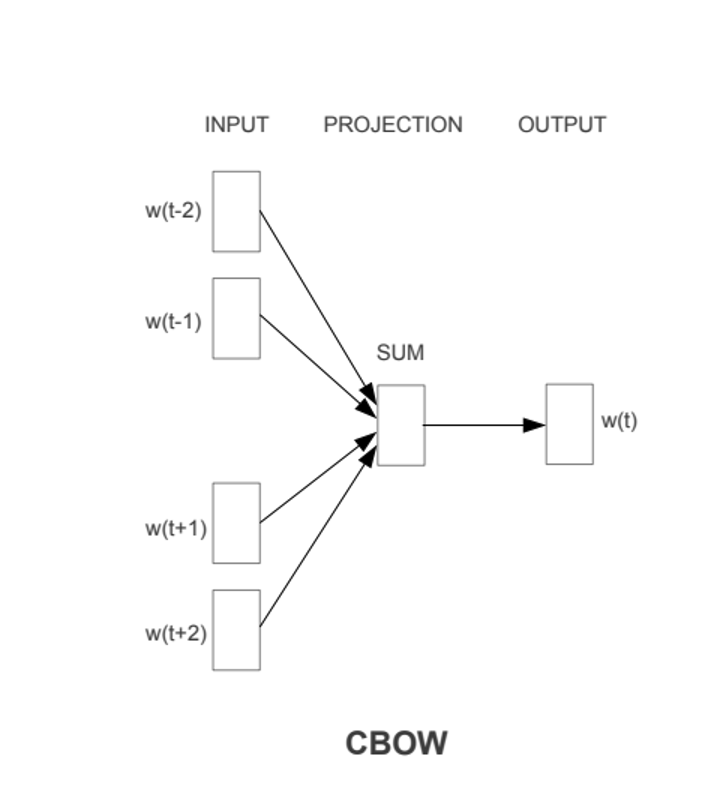 INPUT PROJECTION OUTPUT
w(t-2)
w(t-1)
SUM
w(t)
w(t+1)
w(t+2)
CBOW